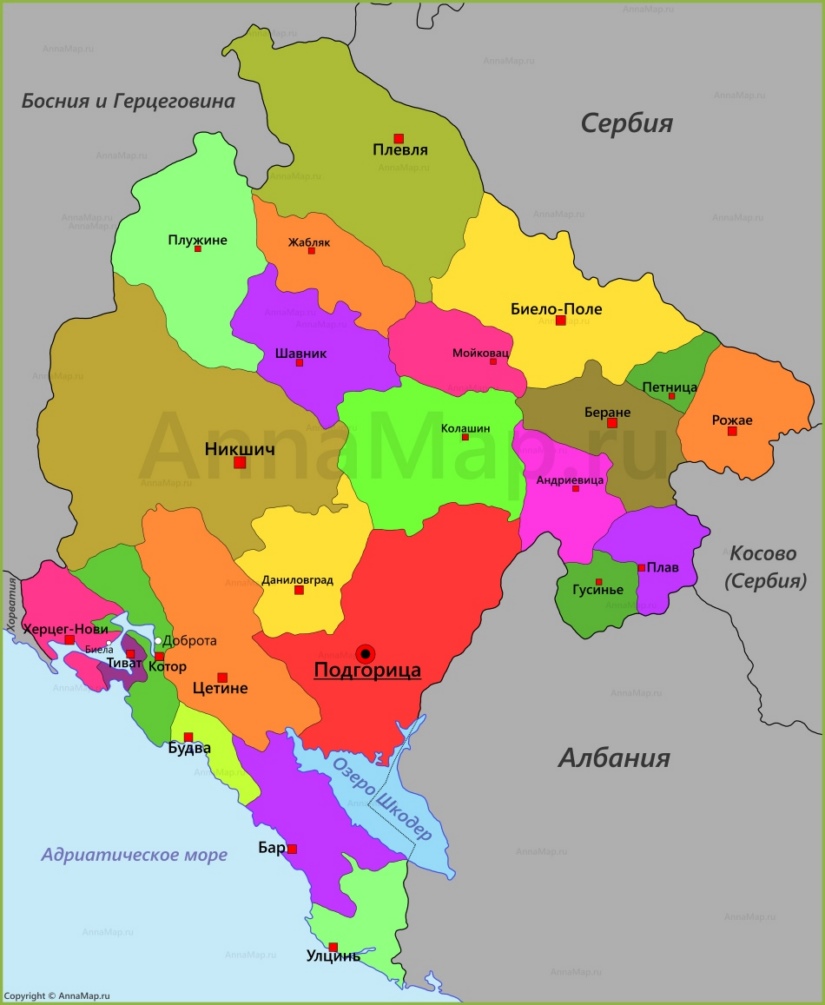 Босния и Герцеговина
Сербия
Плевля
Плужине
Жабляк
Биело-Поле
Шавник
Мойковац
Петница
Беране
Рожае
Колашин
Никшич
AnnaMap.ru
Андриевица
Косово
(Сербия)
Плав
Гусинье
Даниловград
Хорватия
Херцег-Нови
Доброта
Биела
Тиват
Котор
Подгорица
Цетине
Будва
Албания
Озеро Шкодер
Адриатическое море
Бар
Улцинь
Copyright © AnnaMap.ru